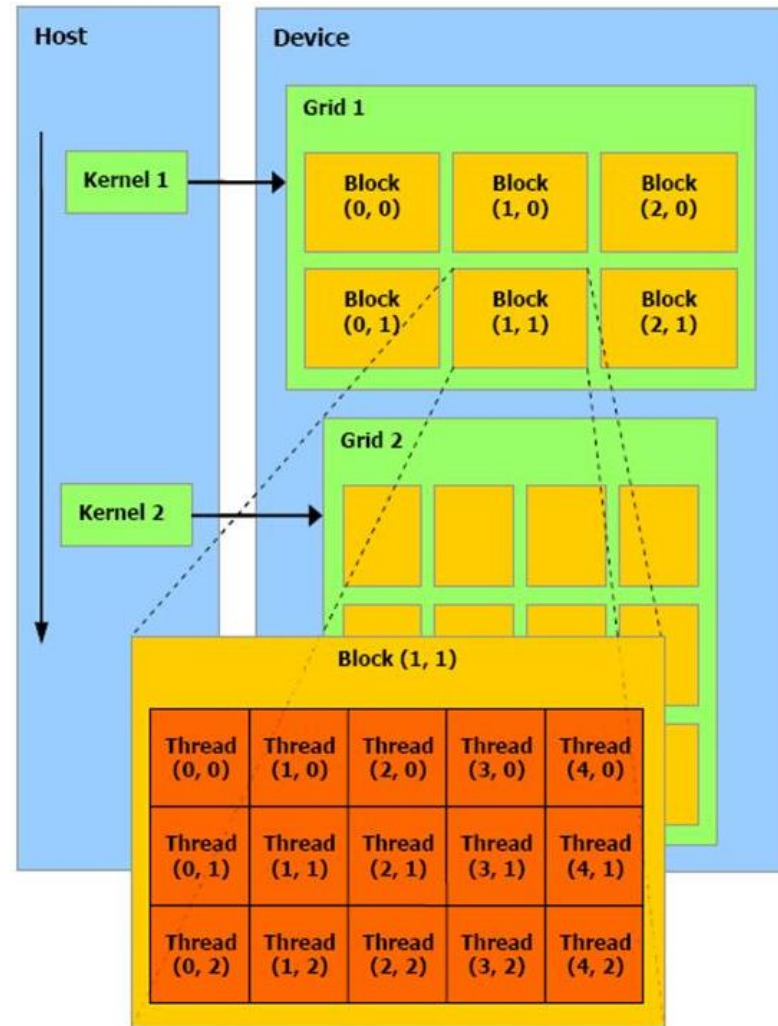 Host
Device
Grid 1
Kernel 1
Block
(0, 0)
Block
(1, 0)
Block
(2, 0)
Block
(0, 1)
Block
(1, 1)
Block
(2, 1)
Grid 2
Kernel 2
Block (1, 1)
Thread
(0, 0)
Thread
(1, 0)
Thread
(2, 0)
Thread
(3, 0)
Thread
(4, 0)
Thread
(0, 1)
Thread
(1, 1)
Thread
(2, 1)
Thread
(3, 1)
Thread
(4, 1)
Thread
(0, 2)
Thread
(1, 2)
Thread
(2, 2)
Thread
(3, 2)
Thread
(4, 2)